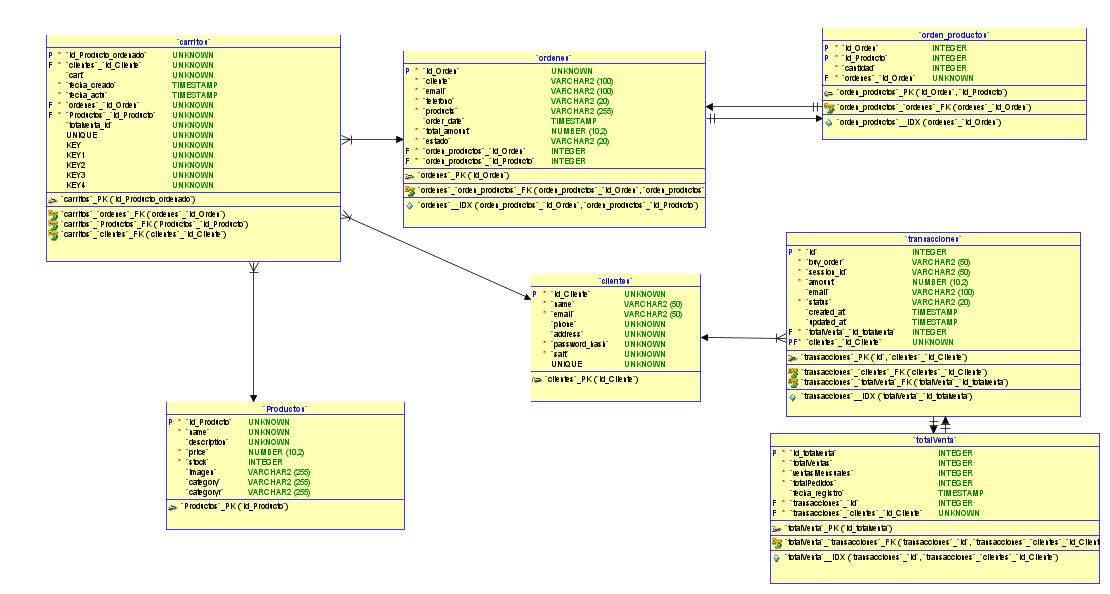 `carritos`
P * `id_Producto_ordenado` UNKNOWN
F * `clientes`_`id_Cliente` UNKNOWN
`cart` UNKNOWN
* `fecha_creado` TIMESTAMP
* `fecha_actu` TIMESTAMP
F * `ordenes`_`id_Orden` UNKNOWN
F * `Productos`_`id_Producto` UNKNOWN
`totalventa_id` UNKNOWN
UNIQUE UNKNOWN
KEY UNKNOWN
KEY1 UNKNOWN
KEY2 UNKNOWN
KEY3 UNKNOWN
KEY4 UNKNOWN
`carritos`_PK (`id_Producto_ordenado`)
`carritos`_`ordenes`_FK (`ordenes`_`id_Orden`)
`carritos`_`Productos`_FK (`Productos`_`id_Producto`)
`carritos`_`clientes`_FK (`clientes`_`id_Cliente`)
`ordenes`
P * `id_Orden` UNKNOWN
* `cliente` VARCHAR2 (100)
* `email` VARCHAR2 (100)
* `telefono` VARCHAR2 (20)
* `products` VARCHAR2 (255)
`order_date` TIMESTAMP
* `total_amount` NUMBER (10,2)
* `estado` VARCHAR2 (20)
F * `orden_productos`_`id_Orden` INTEGER
F * `orden_productos`_`id_Producto` INTEGER
`ordenes`_PK (`id_Orden`)
`ordenes`_`orden_productos`_FK (`orden_productos`_`id_Orden`, `orden_productos`
`ordenes`__IDX (`orden_productos`_`id_Orden`, `orden_productos`_`id_Producto`)
`orden_productos`
P * `id_Orden` INTEGER
P * `id_Producto` INTEGER
* `cantidad` INTEGER
F * `ordenes`_`id_Orden` UNKNOWN
`orden_productos`_PK (`id_Orden`, `id_Producto`)
`orden_productos`_`ordenes`_FK (`ordenes`_`id_Orden`)
`orden_productos`__IDX (`ordenes`_`id_Orden`)
`clientes`
P * `id_Cliente` UNKNOWN
* `name` VARCHAR2 (50)
* `email` VARCHAR2 (50)
`phone` UNKNOWN
`address` UNKNOWN
* `password_hash` UNKNOWN
* `salt` UNKNOWN
UNIQUE UNKNOWN
`clientes`_PK (`id_Cliente`)
`transacciones`
P * `id` INTEGER
* `buy_order` VARCHAR2 (50)
* `session_id` VARCHAR2 (50)
* `amount` NUMBER (10,2)
`email` VARCHAR2 (100)
* `status` VARCHAR2 (20)
`created_at` TIMESTAMP
`updated_at` TIMESTAMP
F * `totalVenta`_`id_totalventa` INTEGER
PF * `clientes`_`id_Cliente` UNKNOWN
`transacciones`_PK (`id`, `clientes`_`id_Cliente`)
`transacciones`_`clientes`_FK (`clientes`_`id_Cliente`)
`transacciones`_`totalVenta`_FK (`totalVenta`_`id_totalventa`)
`transacciones`__IDX (`totalVenta`_`id_totalventa`)
`Productos`
P * `id_Producto` UNKNOWN
* `name` UNKNOWN
`description` UNKNOWN
* `price` NUMBER (10,2)
* `stock` INTEGER
`imagen` VARCHAR2 (255)
`category` VARCHAR2 (255)
`categoryr` VARCHAR2 (255)
`Productos`_PK (`id_Producto`)
`totalVenta`
P * `id_totalventa` INTEGER
* `totalVentas` INTEGER
* `ventasMensuales` INTEGER
* `totalPedidos` INTEGER
`fecha_registro` TIMESTAMP
F * `transacciones`_`id` INTEGER
F * `transacciones`_`clientes`_`id_Cliente` UNKNOWN
`totalVenta`_PK (`id_totalventa`)
`totalVenta`_`transacciones`_FK (`transacciones`_`id`, `transacciones`_`clientes`_`id_Client
`totalVenta`__IDX (`transacciones`_`id`, `transacciones`_`clientes`_`id_Cliente`)